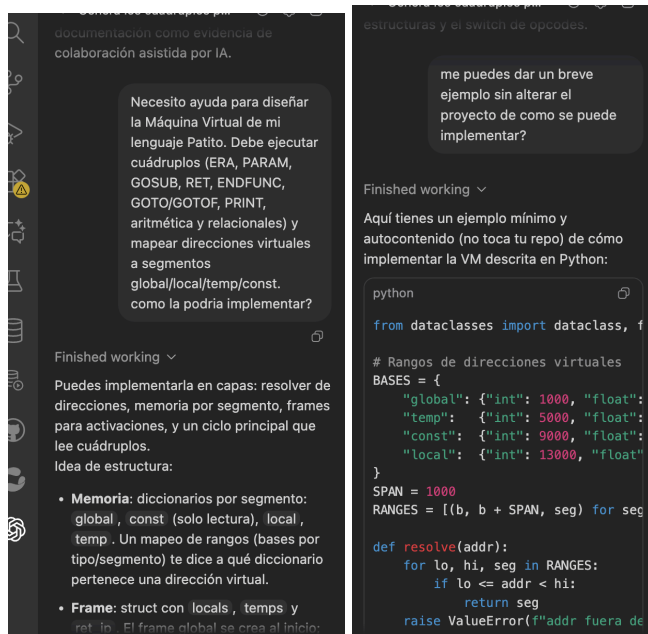 documentación como evidencia de
colaboración asistida por IA.
Necesito ayuda para diseñar
la Máquina Virtual de mi
lenguaje Patito. Debe ejecutar
cuádruplos (ERA, PARAM,
GOSUB, RET, ENDFUNC,
GOTO/GOTOF, PRINT,
aritmética y relacionales) y
mapear direcciones virtuales
a segmentos
global/local/temp/const.
como la podria implementar?
Finished working
Puedes implementarla en capas: resolver de
direcciones, memoria por segmento, frames
para activaciones, y un ciclo principal que
lee cuádruplos.
Idea de estructura:
• Memoria: diccionarios por segmento:
global , const (solo lectura), local ,
temp . Un mapeo de rangos (bases por
tipo/segmento) te dice a qué diccionario
pertenece una dirección virtual.
• Frame: struct con locals , temps y
ret_ip . El frame global se crea al inicio:
estructuras y el switch de opcodes.
me puedes dar un breve
ejemplo sin alterar el
proyecto de como se puede
implementar?
Finished working
Aquí tienes un ejemplo mínimo y
autocontenido (no toca tu repo) de cómo
implementar la VM descrita en Python:
python
from dataclasses import dataclass, f
# Rangos de direcciones virtuales
BASES = {
"global": {"int": 1000, "float":
"temp": {"int": 5000, "float":
"const": {"int": 9000, "float":
"local": {"int": 13000, "float"
}
SPAN = 1000
RANGES = [(b, b + SPAN, seg) for seg
def resolve(addr):
for lo, hi, seg in RANGES:
if lo <= addr < hi:
return seg
raise ValueError(f"addr fuera de